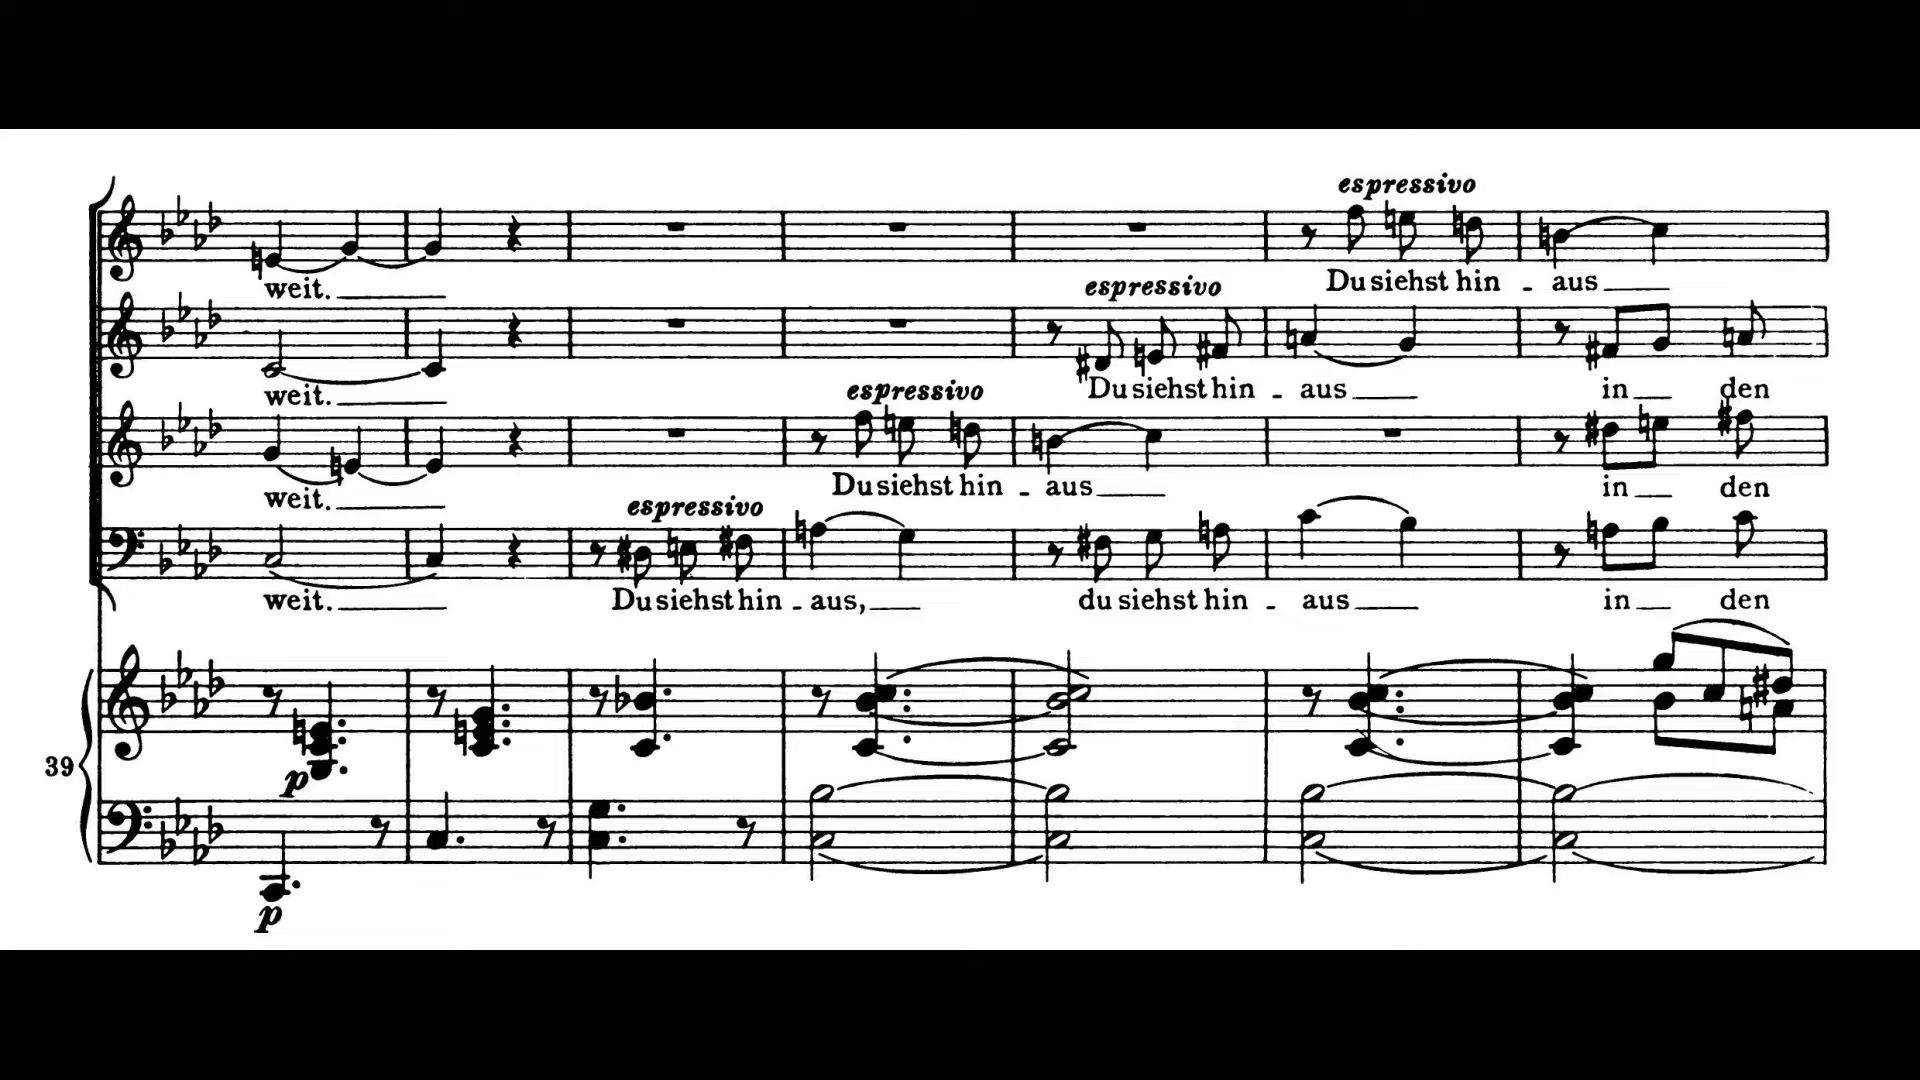 espressivo
weit.
Du siehst hin - aus
espressivo
weit.
Du siehst hin - aus in den
espressivo
weit.
Du siehst hin - aus in den
espressivo
weit.
Du siehst hin - aus, du siehst hin - aus in den
39
p
p